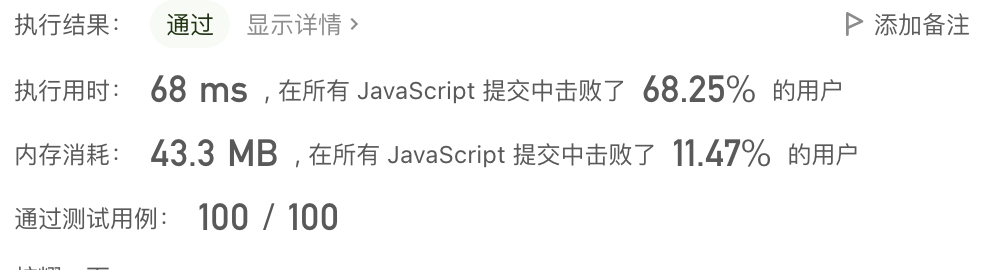 执行结果： 通过 显示详情 > 添加备注
执行用时： 68 ms , 在所有 JavaScript 提交中击败了 68.25% 的用户
内存消耗： 43.3 MB , 在所有 JavaScript 提交中击败了 11.47% 的用户
通过测试用例： 100 / 100